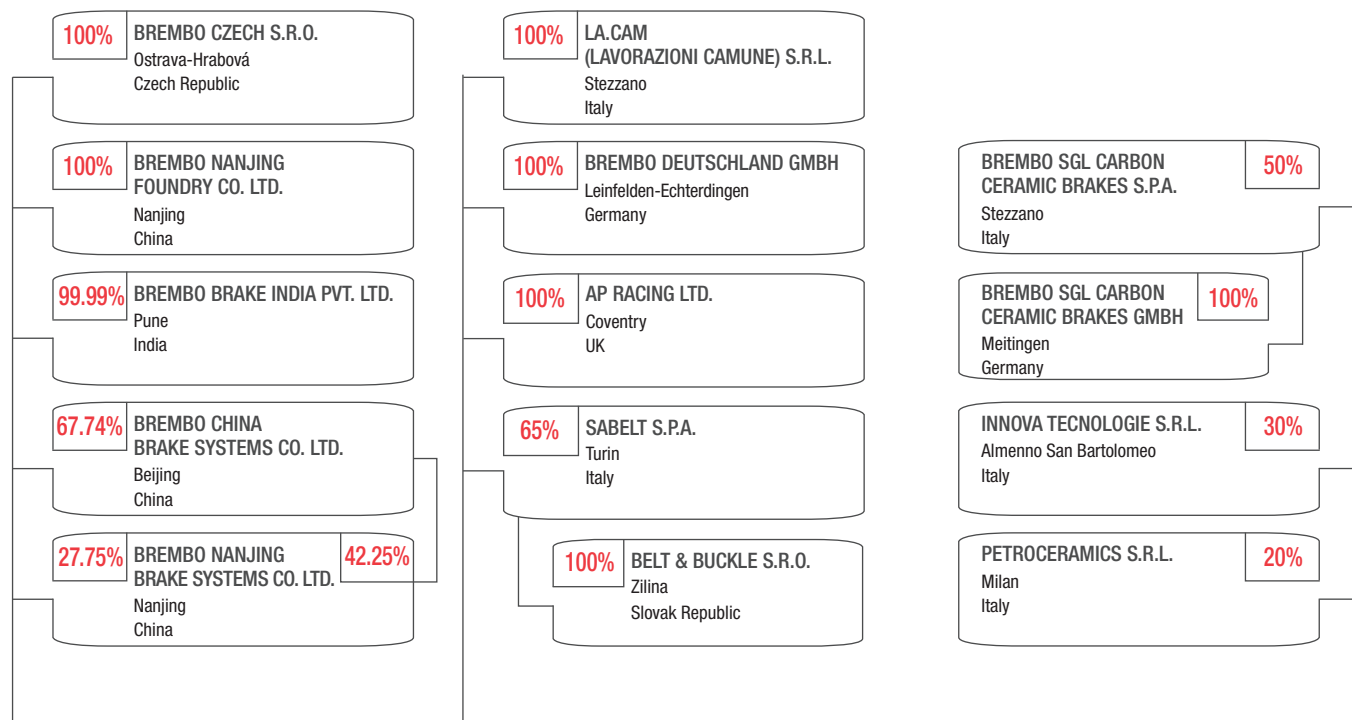 100%
BREMBO CZECH S.R.O.
Ostrava-Hrabová
Czech Republic
100%
BREMBO NANJING
FOUNDRY CO. LTD.
Nanjing
China
99.99%
BREMBO BRAKE INDIA PVT. LTD.
Pune
India
67.74%
BREMBO CHINA
BRAKE SYSTEMS CO. LTD.
Beijing
China
27.75%
BREMBO NANJING
BRAKE SYSTEMS CO. LTD.
42.25%
Nanjing
China
100%
LA.CAM
(LAVORAZIONI CAMUNE) S.R.L.
Stezzano
Italy
100%
BREMBO DEUTSCHLAND GMBH
Leinfelden-Echterdingen
Germany
100%
AP RACING LTD.
Coventry
UK
65%
SABELT S.P.A.
Turin
Italy
100%
BELT & BUCKLE S.R.O.
Zilina
Slovak Republic
BREMBO SGL CARBON
CERAMIC BRAKES S.P.A.
50%
Stezzano
Italy
BREMBO SGL CARBON
CERAMIC BRAKES GMBH
100%
Meitingen
Germany
INNOVA TECNOLOGIE S.R.L.
30%
Almenno San Bartolomeo
Italy
PETROCERAMICS S.R.L.
20%
Milan
Italy